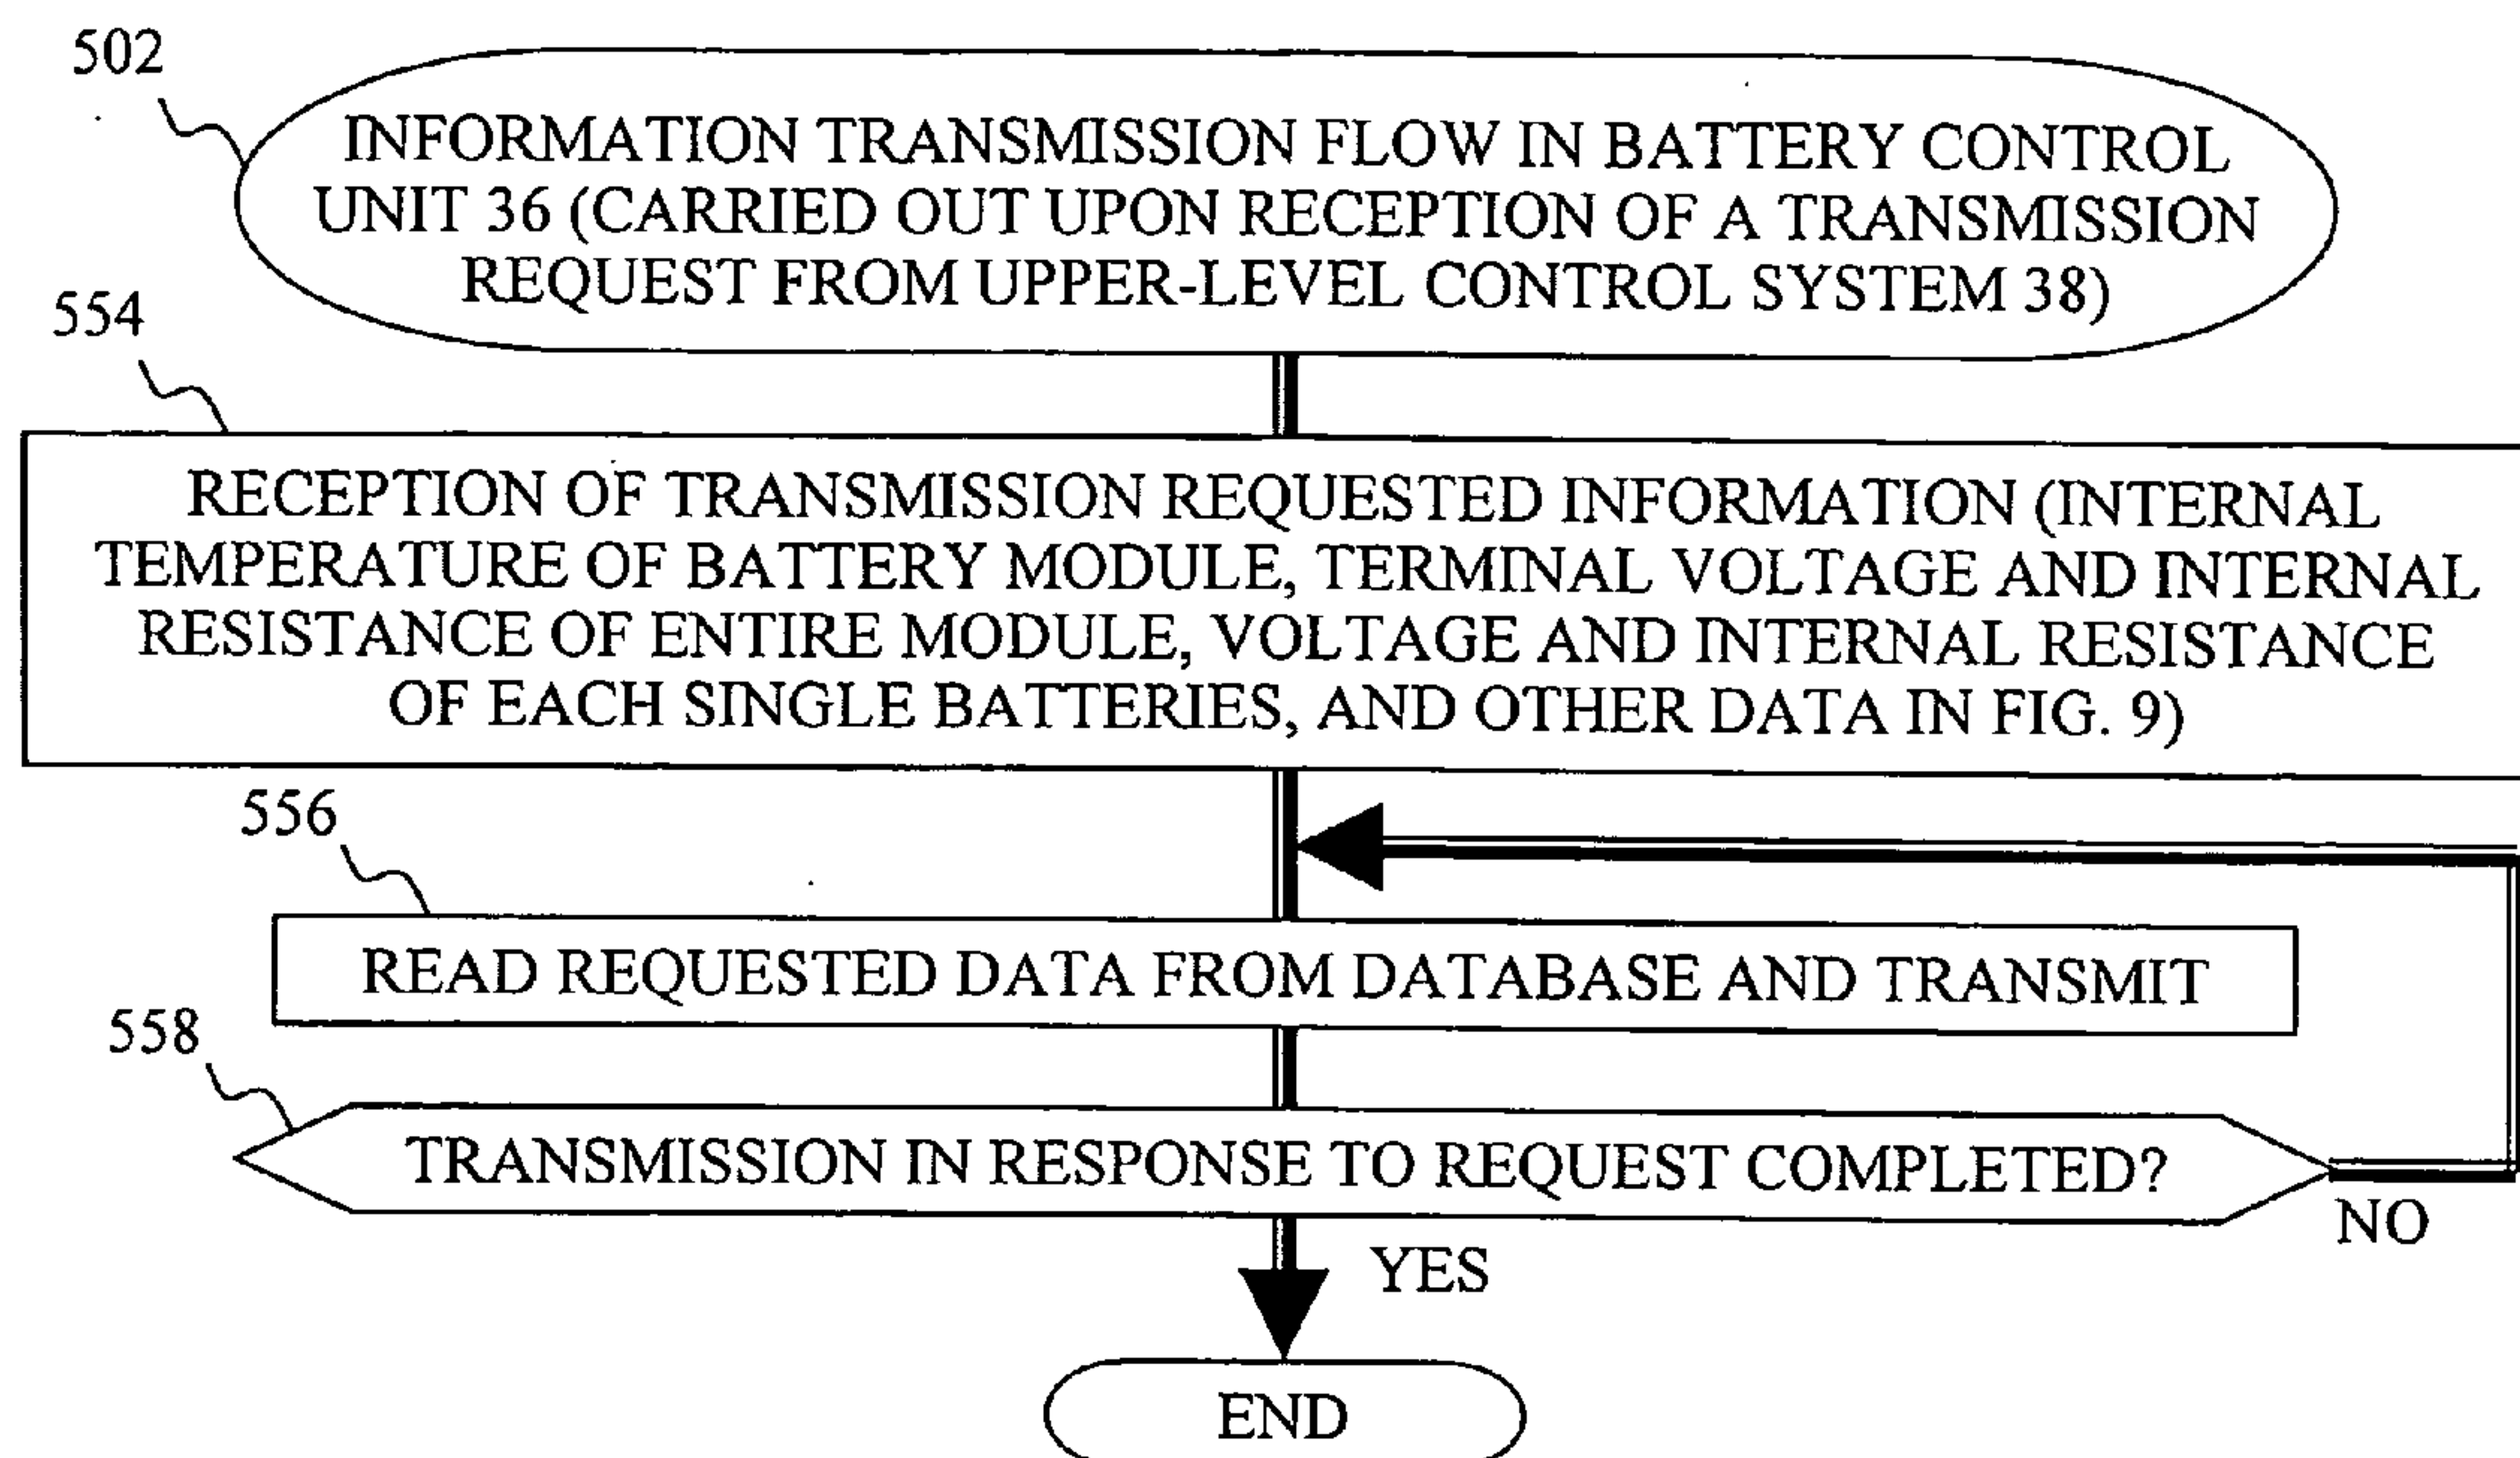 502
INFORMATION TRANSMISSION FLOW IN BATTERY CONTROL
UNIT 36 (CARRIED OUT UPON RECEPTION OF A TRANSMISSION
REQUEST FROM UPPER-LEVEL CONTROL SYSTEM 38)
554
RECEPTION OF TRANSMISSION REQUESTED INFORMATION (INTERNAL
TEMPERATURE OF BATTERY MODULE, TERMINAL VOLTAGE AND INTERNAL
RESISTANCE OF ENTIRE MODULE, VOLTAGE AND INTERNAL RESISTANCE
OF EACH SINGLE BATTERIES, AND OTHER DATA IN FIG. 9)
556
READ REQUESTED DATA FROM DATABASE AND TRANSMIT
558
TRANSMISSION IN RESPONSE TO REQUEST COMPLETED?
NO
YES
END